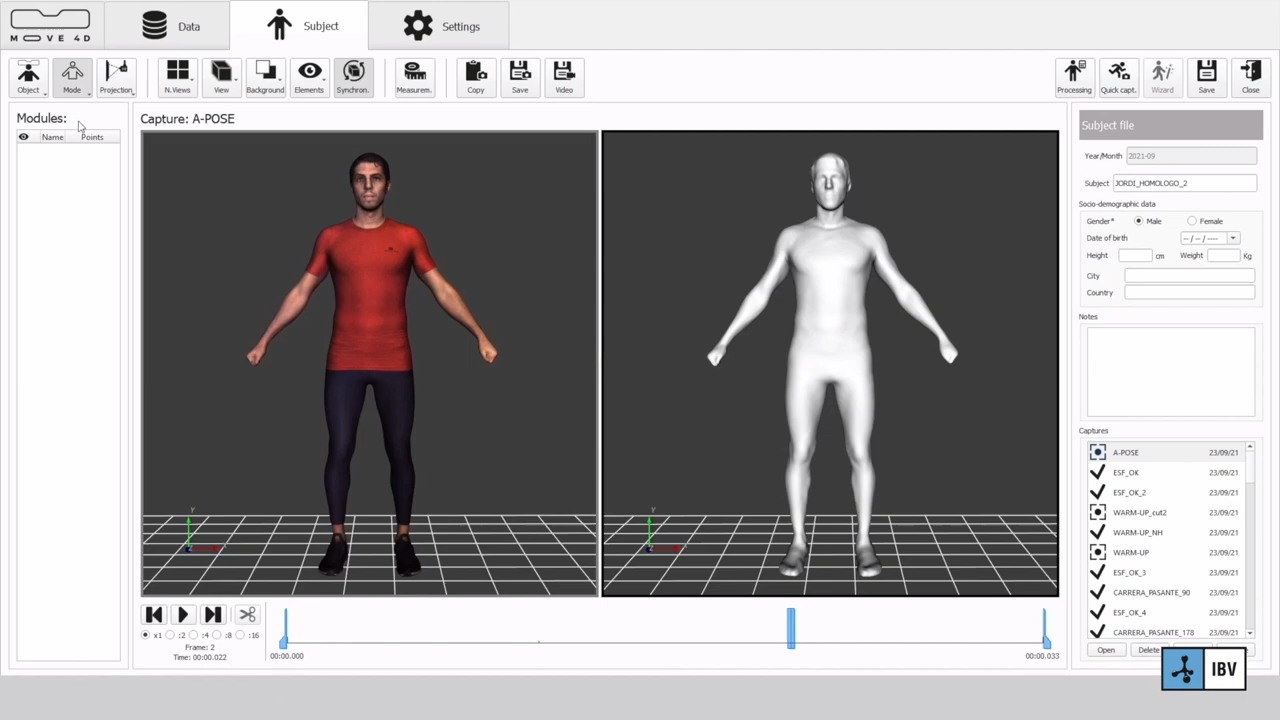 MOVE 4D
Data
Subject
Settings
Object
Mode
Projection
N.Views
View
Background
Elements
Synchron.
Measurem.
Copy
Save
Video
Processing
Quick capt.
Wizard
Save
Close
Modules:
Name
Points
Capture: A-POSE
Subject file
Year/Month 2021-09
Subject JORDI_HOMOLOGO_2
Socio-demographic data
Gender* Male Female
Date of birth -- / -- / ----
Height cm Weight Kg
City
Country
Notes
Captures
A-POSE 23/09/21
ESF_OK 23/09/21
ESF_OK_2 23/09/21
WARM-UP_cut2 23/09/21
WARM-UP_NH 23/09/21
WARM-UP 23/09/21
ESF_OK_3 23/09/21
CARRERA_PASANTE_90 23/09/21
ESF_OK_4 23/09/21
CARRERA_PASANTE_178 23/09/21
Open
Delete
Y
Y
x1 :2 :4 :8 :16
Frame: 2
Time: 00:00.022
00:00.000
00:00.033
IBV